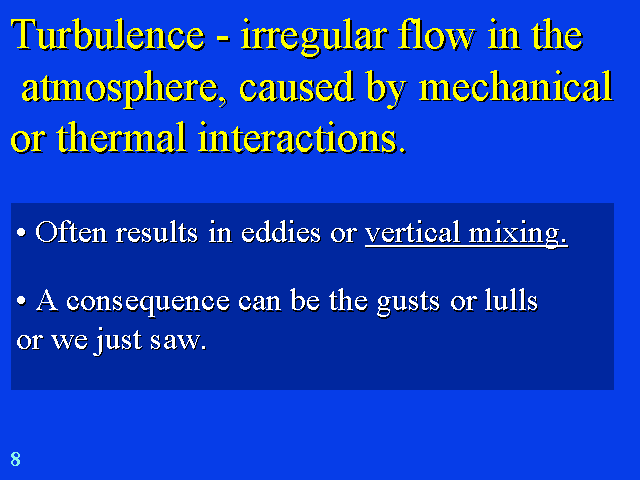 Turbulence - irregular flow in the
atmosphere, caused by mechanical
or thermal interactions.
• Often results in eddies or vertical mixing.
• A consequence can be the gusts or lulls
or we just saw.
8